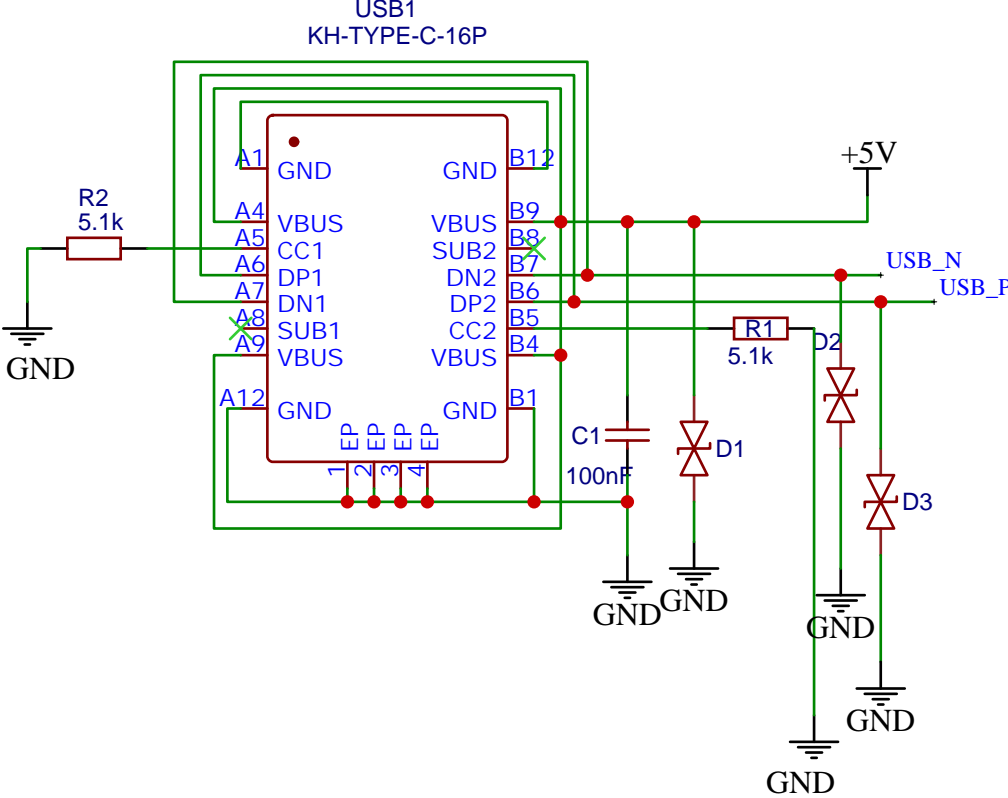 USB1
KH-TYPE-C-16P
A1
GND
GND
B12
+5V
R2
5.1k
A4
VBUS
VBUS
B9
A5
CC1
SUB2
B8
A6
DP1
DN2
B7
USB_N
A7
DN1
DP2
B6
USB_P
A8
SUB1
CC2
B5
R1
5.1k
D2
A9
VBUS
VBUS
B4
GND
A12
GND
GND
B1
EP
EP
EP
EP
1
2
3
4
C1
100nF
D1
D3
GND
GND
GND
GND
GND